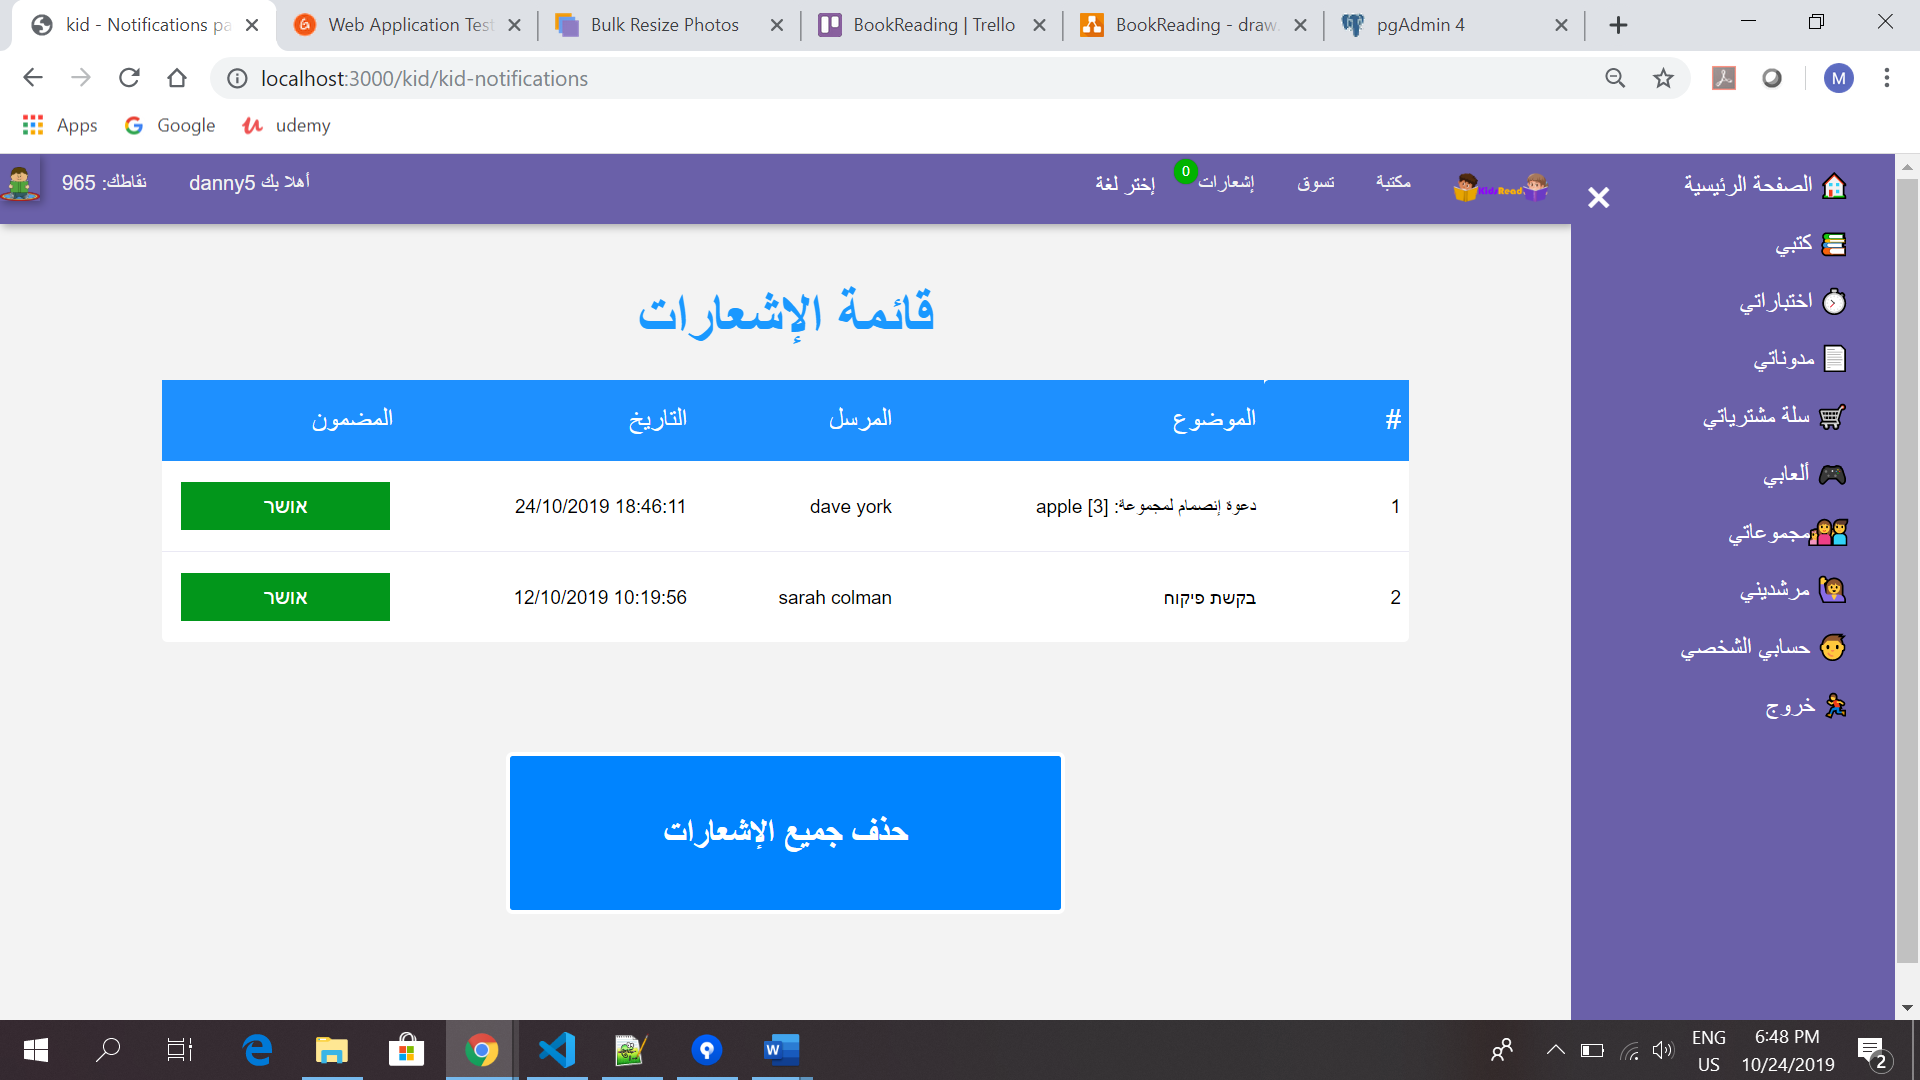 kid - Notifications pa
Web Application Test
Bulk Resize Photos
BookReading | Trello
BookReading - draw.
pgAdmin 4
localhost:3000/kid/kid-notifications
M
Apps
Google
udemy
الصفحة الرئيسية
كتبي
اختباراتي
مدوناتي
سلة مشترياتي
ألعابي
مجموعاتي
مرشديني
حسابي الشخصي
خروج
KidsRead
مكتبة
تسوق
إشعارات
0
إختر لغة
أهلا بك danny5
نقاطك: 965
قائمة الإشعارات
# الموضوع المرسل التاريخ المضمون
1 دعوة إنصمام لمجموعة: [3] apple dave york 24/10/2019 18:46:11 אושר
2 בקשת פיקוח sarah colman 12/10/2019 10:19:56 אושר
حذف جميع الإشعارات
ENG
US
6:48 PM
10/24/2019
2